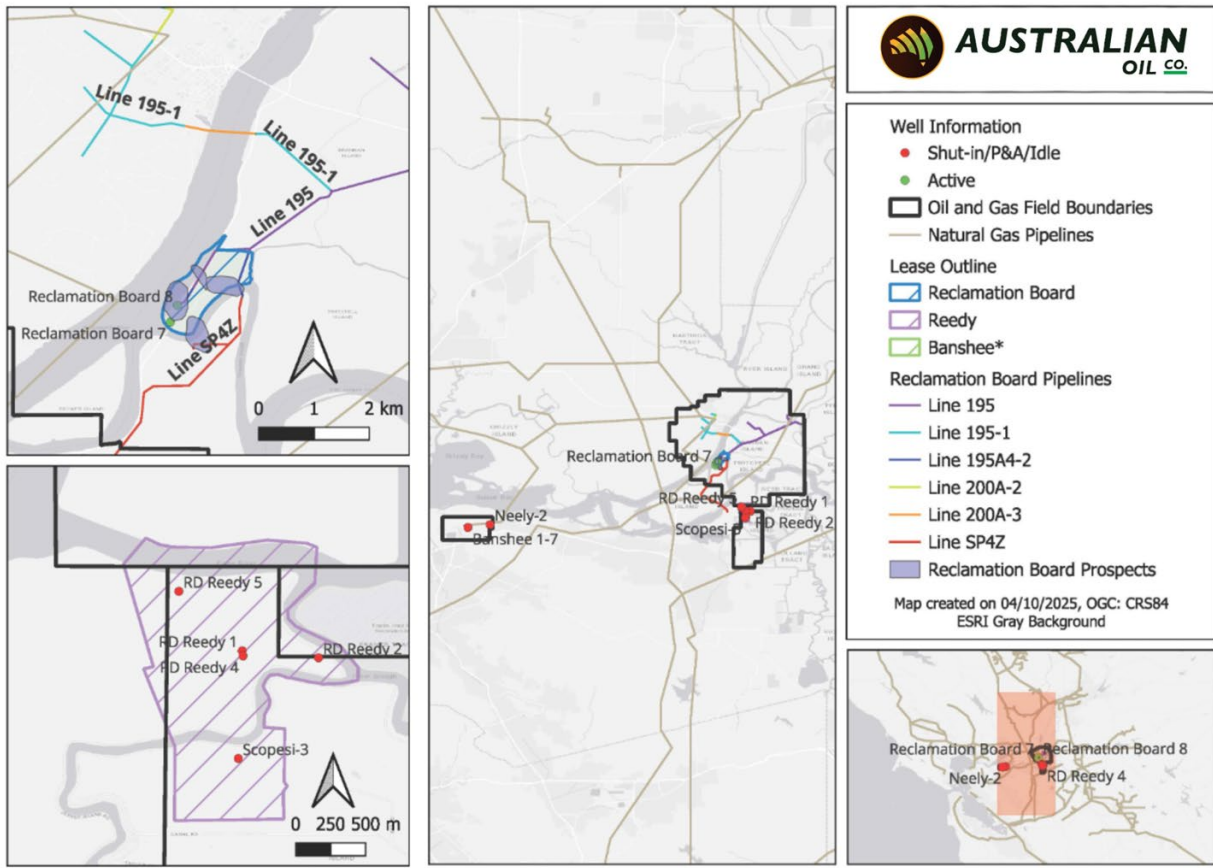 Line 195-1
Line 195-1
Line 195
Reclamation Board 8
Reclamation Board 7
Line SP4Z
0 1 2 km
RD Reedy 5
RD Reedy 1
RD Reedy 4
RD Reedy 2
Scopesi-3
0 250 500 m
GRIZZLY
ISLAND
Reclamation Board 7
RD Reedy 5
RD Reedy 1
RD Reedy 2
Neely-2
Banshee 1-7
AUSTRALIAN
OIL CO.
Well Information
Shut-in/P&A/Idle
Active
Oil and Gas Field Boundaries
Natural Gas Pipelines
Lease Outline
Reclamation Board
Reedy
Banshee*
Reclamation Board Pipelines
Line 195
Line 195-1
Line 195A4-2
Line 200A-2
Line 200A-3
Line SP4Z
Reclamation Board Prospects
Map created on 04/10/2025, OGC: CRS84
ESRI Gray Background
Reclamation Board 7
Reclamation Board 8
Neely-2
RD Reedy 4